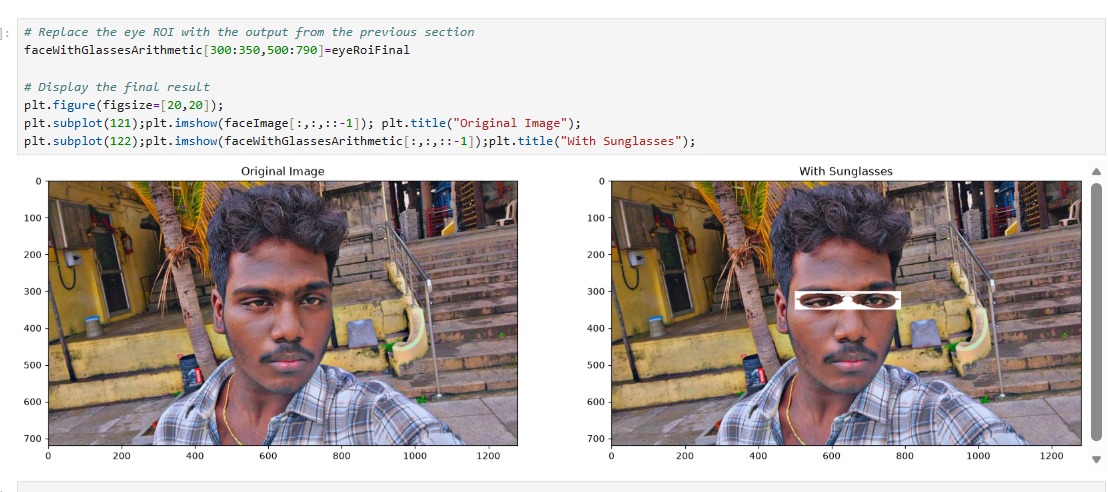 ]:
# Replace the eye ROI with the output from the previous section
faceWithGlassesArithmetic[300:350,500:790]=eyeRoiFinal
# Display the final result
plt.figure(figsize=[20,20]);
plt.subplot(121);plt.imshow(faceImage[:,:,::-1]); plt.title("Original Image");
plt.subplot(122);plt.imshow(faceWithGlassesArithmetic[:,:,::-1]);plt.title("With Sunglasses");
Original Image
0
100
200
300
400
500
600
700
0 200 400 600 800 1000 1200
With Sunglasses
0
100
200
300
400
500
600
700
0 200 400 600 800 1000 1200